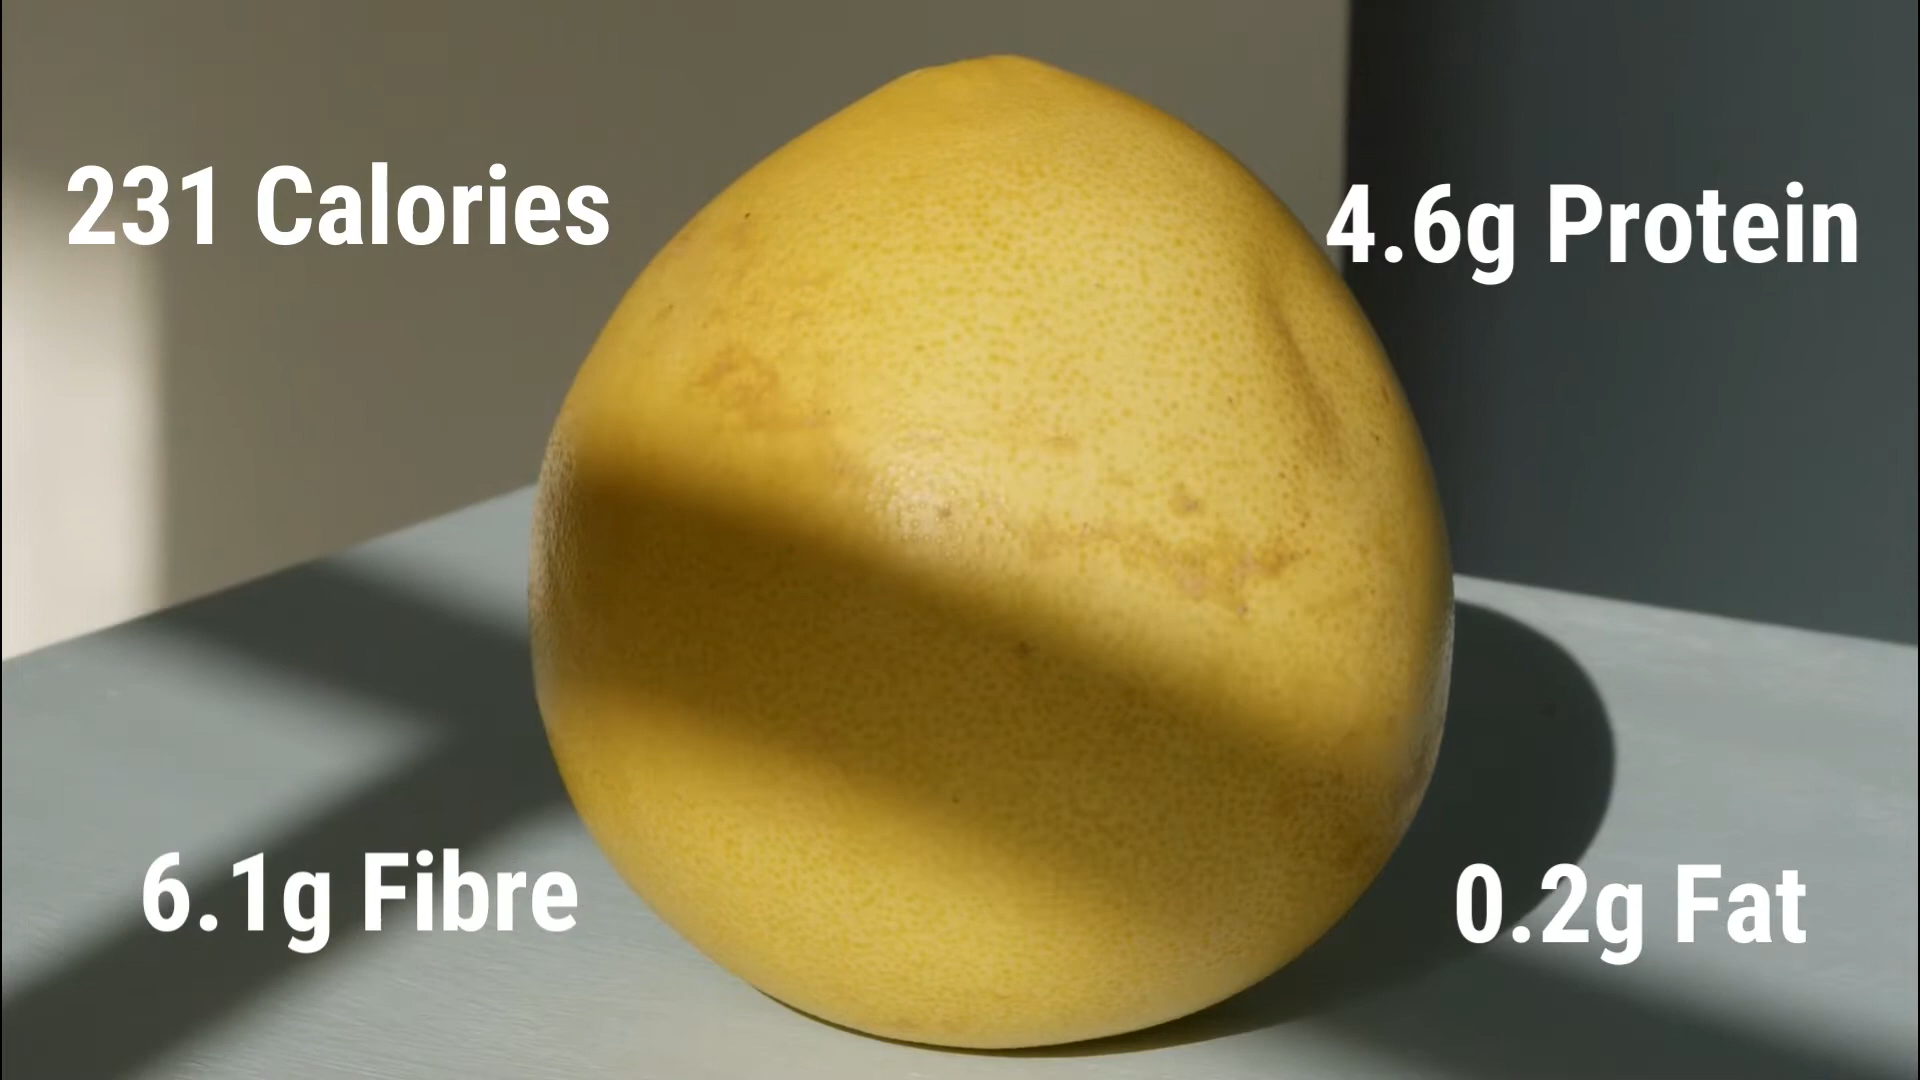 231 Calories
4.6g Protein
6.1g Fibre
0.2g Fat